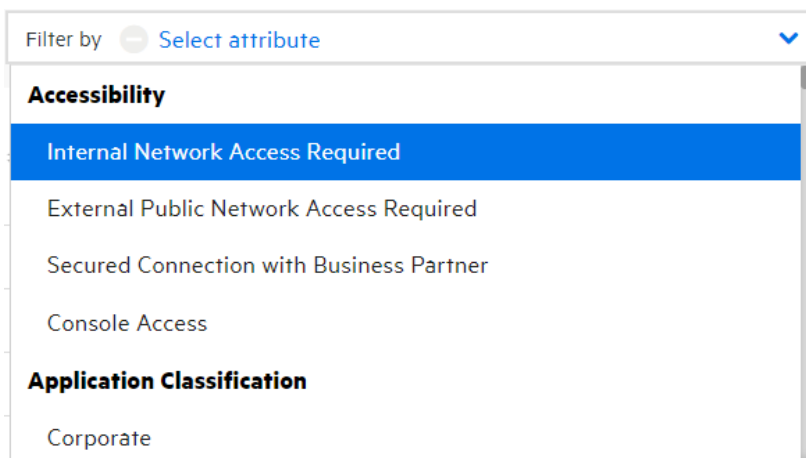 Filter by Select attribute
Accessibility
Internal Network Access Required
External Public Network Access Required
Secured Connection with Business Partner
Console Access
Application Classification
Corporate